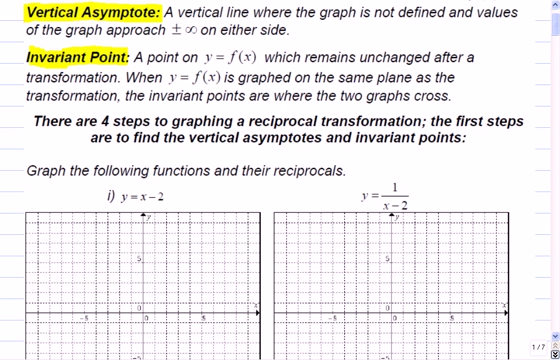 Vertical Asymptote: A vertical line where the graph is not defined and values
of the graph approach ± ∞ on either side.
Invariant Point: A point on y = f(x) which remains unchanged after a
transformation. When y = f(x) is graphed on the same plane as the
transformation, the invariant points are where the two graphs cross.
There are 4 steps to graphing a reciprocal transformation; the first steps
are to find the vertical asymptotes and invariant points:
Graph the following functions and their reciprocals.
i) y = x − 2
y = 1/(x − 2)
y
5
0
-5 0 5
x
-5
y
5
0
-5 0 5
x
-5
1/7